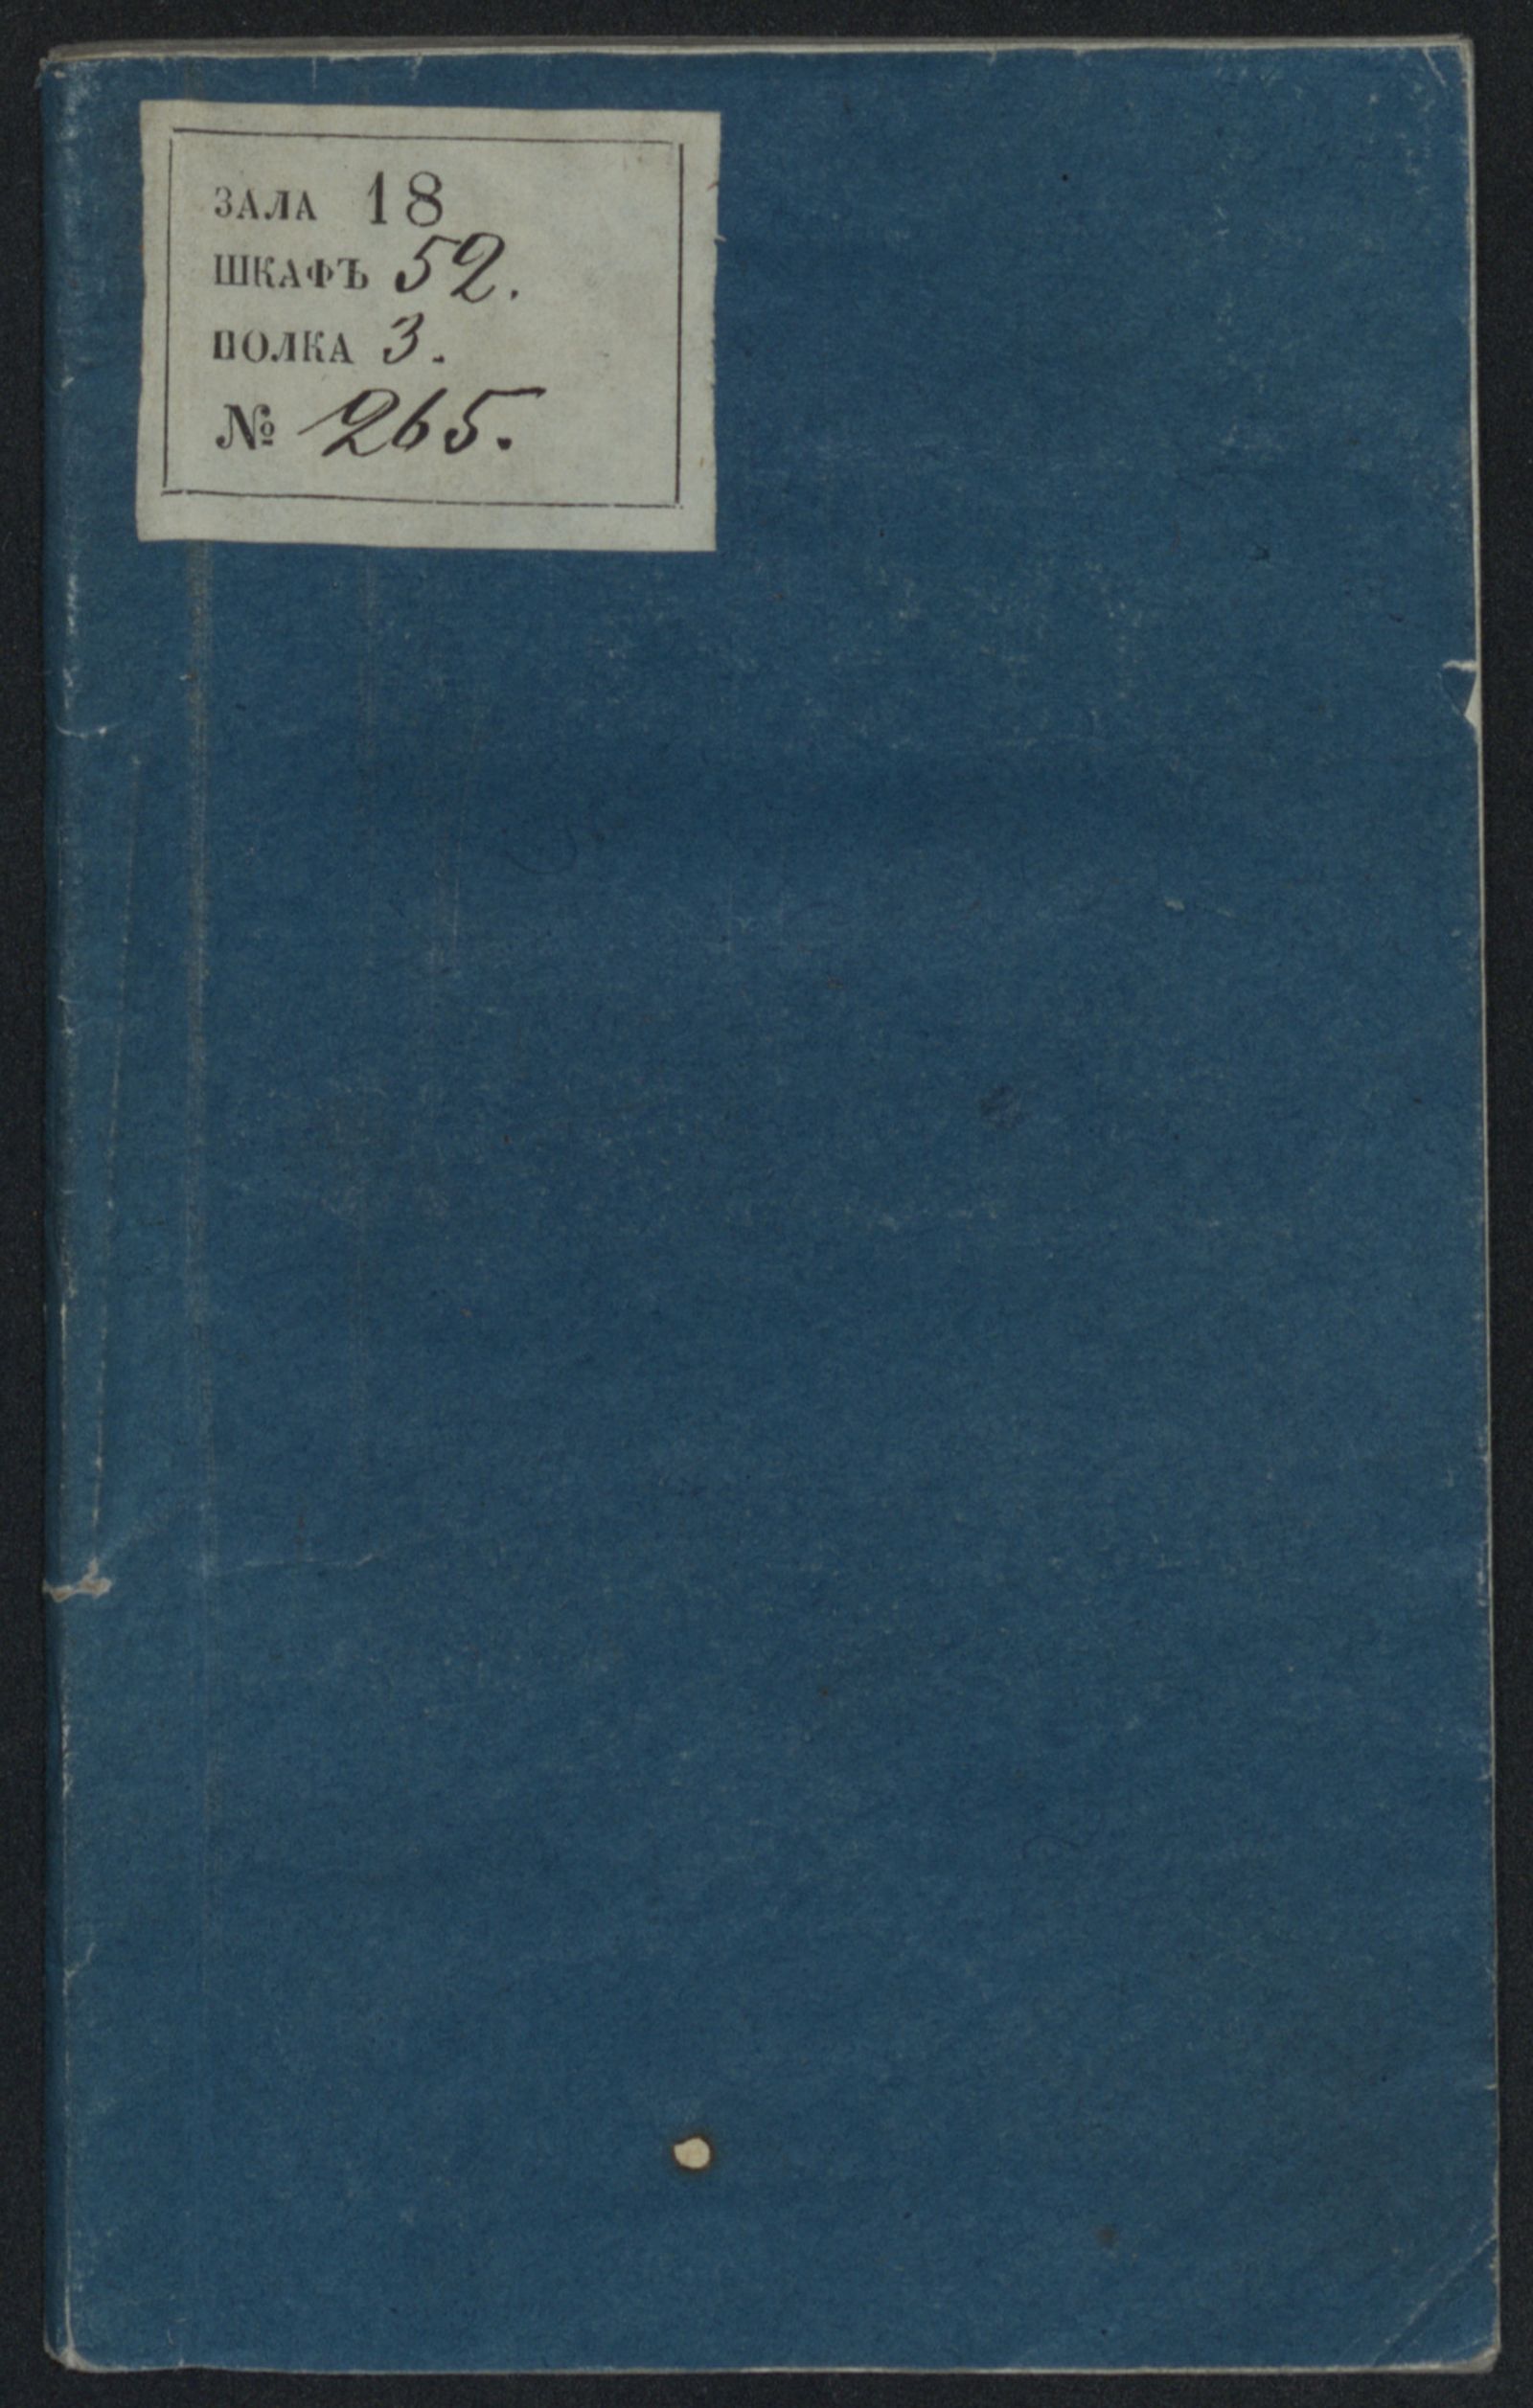 ЗАЛА 18
ШКАФЪ 52.
ПОЛКА 3.
№ 265.